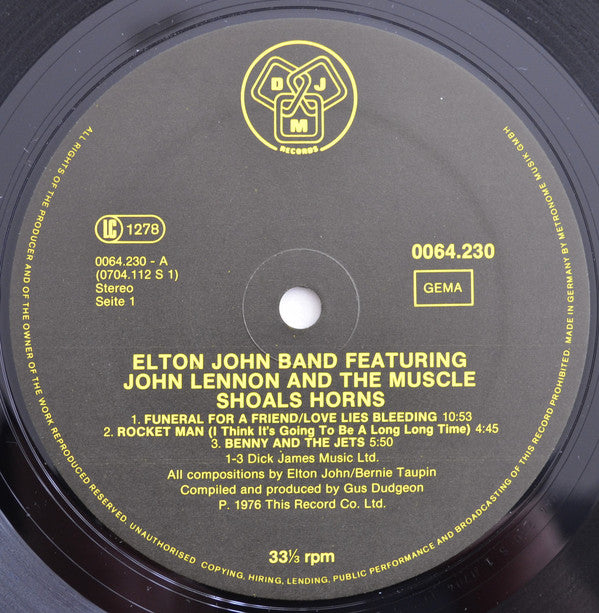 D J
M
RECORDS
LC 1278
0064.230 - A
(0704.112 S 1)
Stereo
Seite 1
0064.230
GEMA
ELTON JOHN BAND FEATURING
JOHN LENNON AND THE MUSCLE
SHOALS HORNS
1. FUNERAL FOR A FRIEND/LOVE LIES BLEEDING 10:53
2. ROCKET MAN (I Think It's Going To Be A Long Long Time) 4:45
3. BENNY AND THE JETS 5:50
1-3 Dick James Music Ltd.
All compositions by Elton John/Bernie Taupin
Compiled and produced by Gus Dudgeon
P. 1976 This Record Co. Ltd.
33⅓ rpm
ALL RIGHTS OF THE PRODUCER AND OF THE OWNER OF THE WORK REPRODUCED RESERVED. UNAUTHORISED COPYING, HIRING, LENDING, PUBLIC PERFORMANCE AND BROADCASTING OF THIS RECORD PROHIBITED. MADE IN GERMANY BY METRONOME MUSIK GMBH